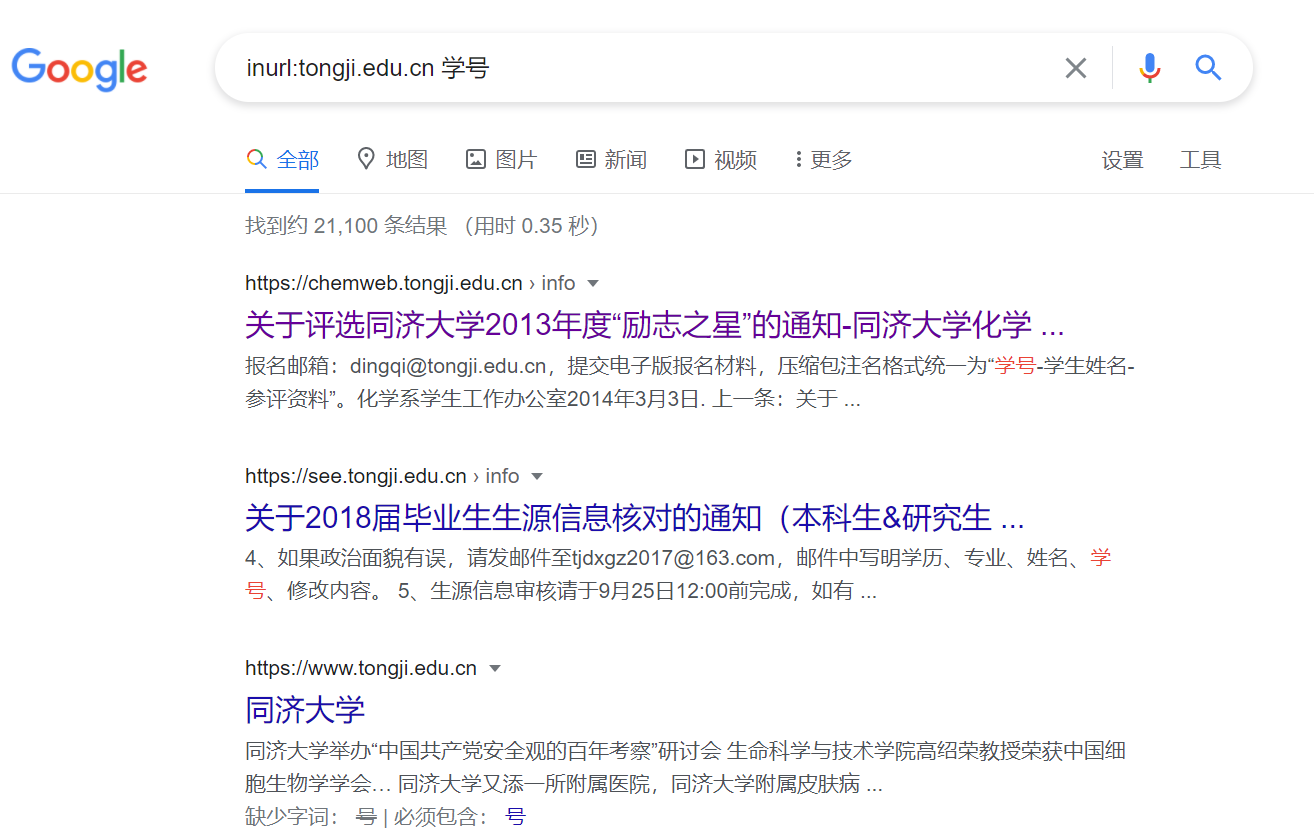 Google
inurl:tongji.edu.cn 学号
全部 地图 图片 新闻 视频 更多 设置 工具
找到约 21,100 条结果 （用时 0.35 秒）
https://chemweb.tongji.edu.cn › info
关于评选同济大学2013年度“励志之星”的通知-同济大学化学 ...
报名邮箱：dingqi@tongji.edu.cn，提交电子版报名材料，压缩包注名格式统一为“学号-学生姓名-
参评资料”。化学系学生工作办公室2014年3月3日. 上一条：关于 ...
https://see.tongji.edu.cn › info
关于2018届毕业生生源信息核对的通知（本科生&研究生 ...
4、如果政治面貌有误，请发邮件至tjdxgz2017@163.com，邮件中写明学历、专业、姓名、学
号、修改内容。 5、生源信息审核请于9月25日12:00前完成，如有 ...
https://www.tongji.edu.cn
同济大学
同济大学举办“中国共产党安全观的百年考察”研讨会 生命科学与技术学院高绍荣教授荣获中国细
胞生物学学会… 同济大学又添一所附属医院，同济大学附属皮肤病 ...
缺少字词： 号 | 必须包含： 号